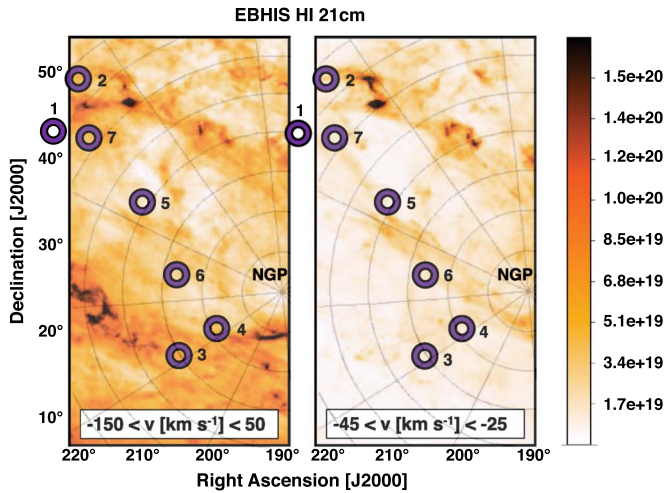 EBHIS HI 21cm
50°
40°
30°
20°
10°
Declination [J2000]
1
2
7
5
6
NGP
4
3
-150 < v [km s⁻¹] < 50
220°
210°
200°
190°
1
2
7
5
6
NGP
4
3
-45 < v [km s⁻¹] < -25
220°
210°
200°
190°
Right Ascension [J2000]
1.5e+20
1.4e+20
1.2e+20
1.0e+20
8.5e+19
6.8e+19
5.1e+19
3.4e+19
1.7e+19